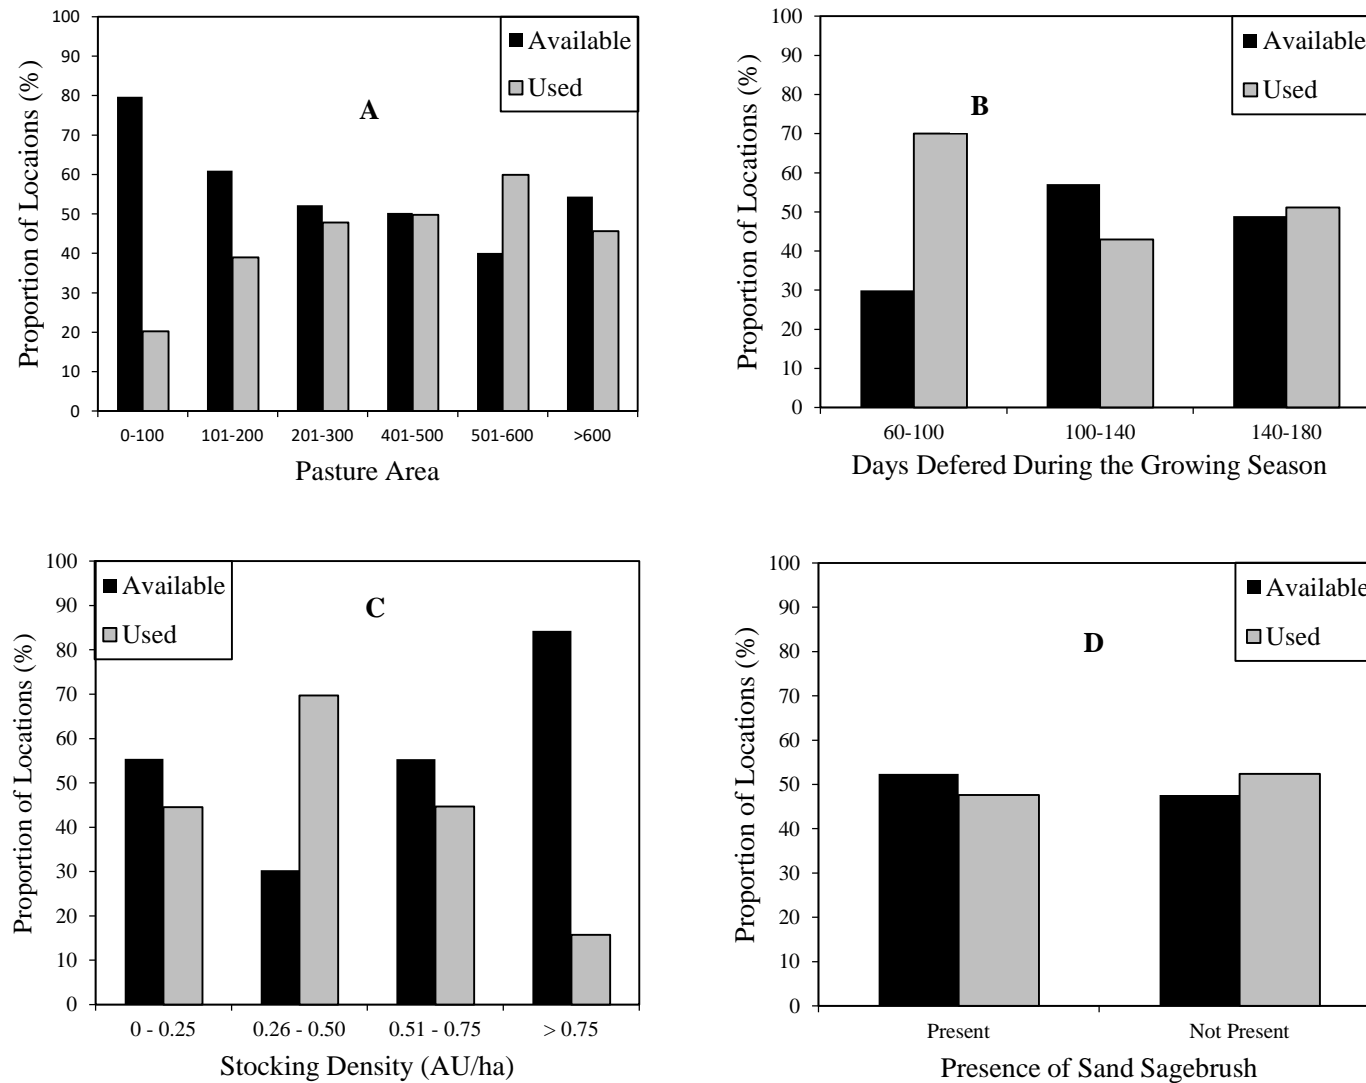 Proportion of Locaions (%)
100
90
80
70
60
50
40
30
20
10
0
A
Available
Used
0-100 101-200 201-300 401-500 501-600 >600
Pasture Area
Proportion of Locations (%)
100
90
80
70
60
50
40
30
20
10
0
B
Available
Used
60-100 100-140 140-180
Days Defered During the Growing Season
Proportion of Locations (%)
100
90
80
70
60
50
40
30
20
10
0
Available
Used
C
0 - 0.25 0.26 - 0.50 0.51 - 0.75 > 0.75
Stocking Density (AU/ha)
Proportion of Locations (%)
100
90
80
70
60
50
40
30
20
10
0
D
Available
Used
Present Not Present
Presence of Sand Sagebrush